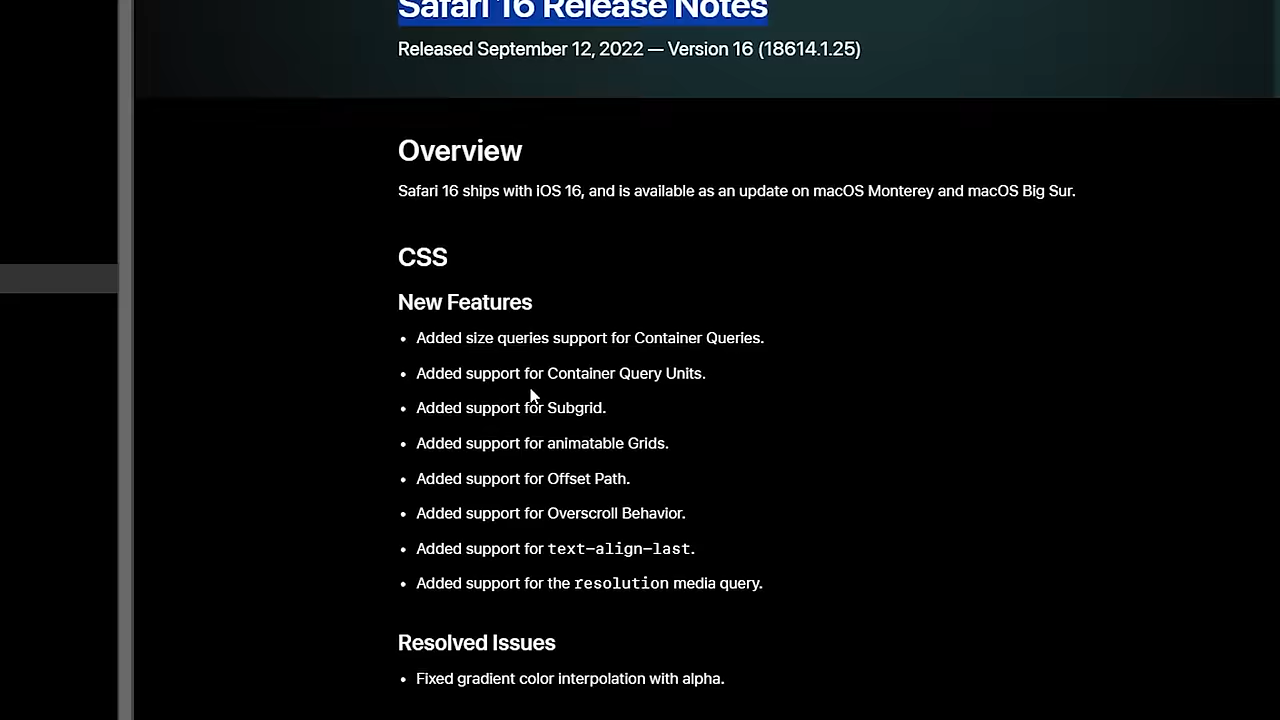 Safari 16 Release Notes
Released September 12, 2022 — Version 16 (18614.1.25)
Overview
Safari 16 ships with iOS 16, and is available as an update on macOS Monterey and macOS Big Sur.
CSS
New Features
• Added size queries support for Container Queries.
• Added support for Container Query Units.
• Added support for Subgrid.
• Added support for animatable Grids.
• Added support for Offset Path.
• Added support for Overscroll Behavior.
• Added support for text-align-last.
• Added support for the resolution media query.
Resolved Issues
• Fixed gradient color interpolation with alpha.